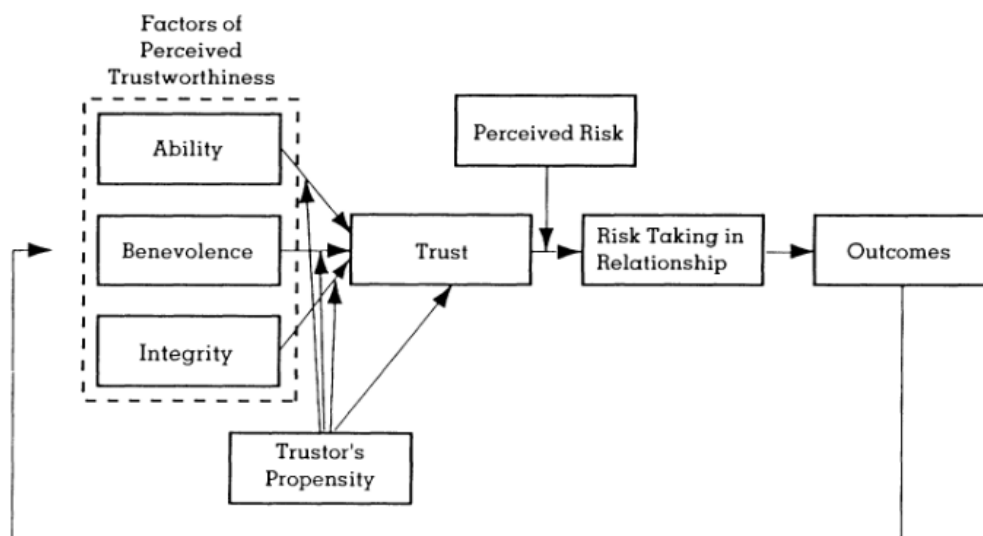 Factors of
Perceived
Trustworthiness
Ability
Benevolence
Integrity
Trustor's
Propensity
Trust
Perceived Risk
Risk Taking in
Relationship
Outcomes